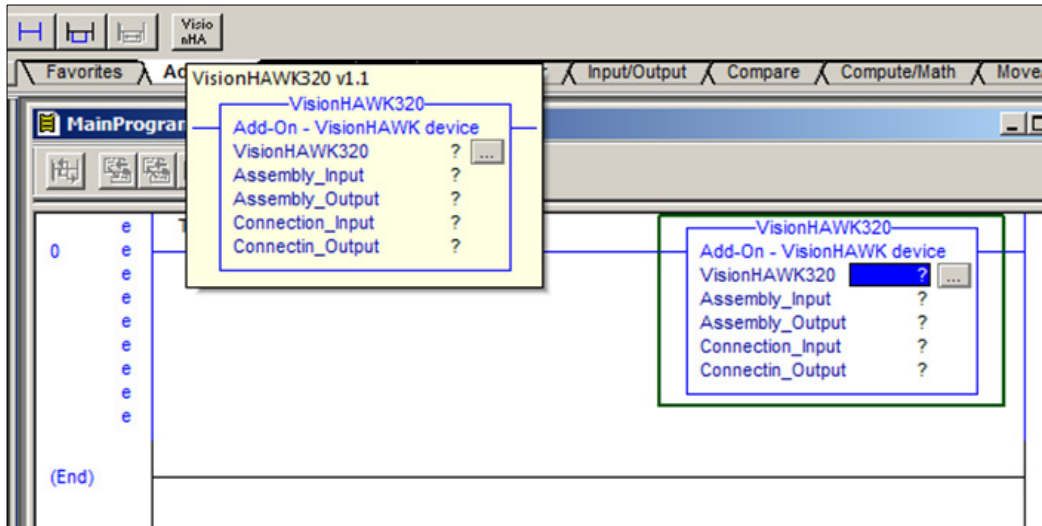 Visio
nHA
Favorites Ad Input/Output Compare Compute/Math Move
VisionHAWK320 v1.1
VisionHAWK320
Add-On - VisionHAWK device
VisionHAWK320 ? ...
Assembly_Input ?
Assembly_Output ?
Connection_Input ?
Connectin_Output ?
MainProgram
0
e
e
e
e
e
e
e
e
e
T
VisionHAWK320
Add-On - VisionHAWK device
VisionHAWK320 ? ...
Assembly_Input ?
Assembly_Output ?
Connection_Input ?
Connectin_Output ?
(End)